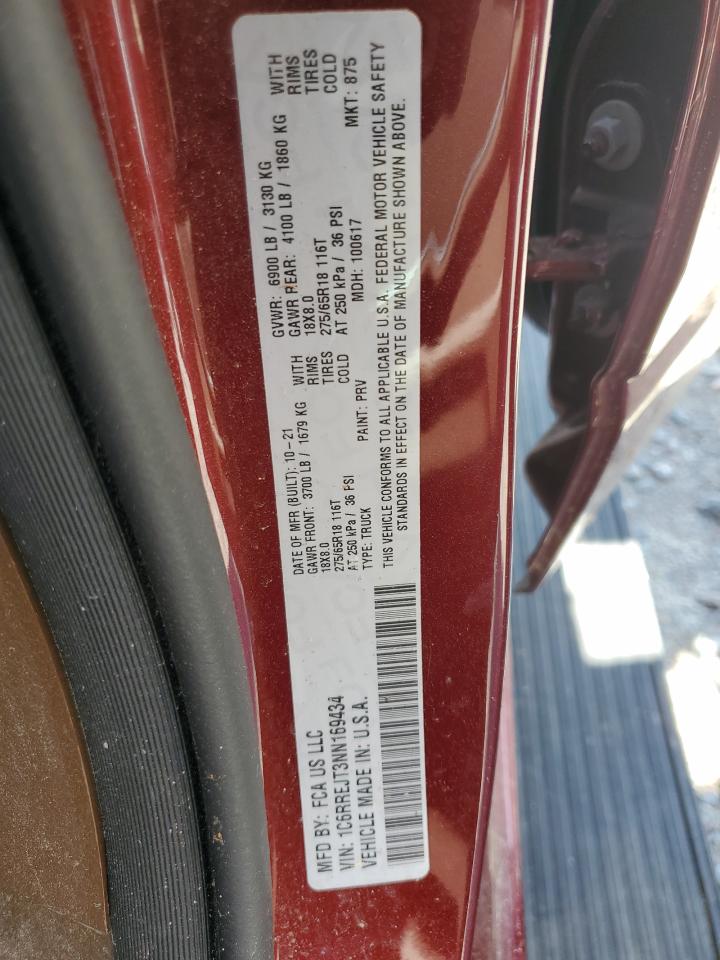 MFD BY: FCA US LLC
DATE OF MFR (BUILT): 10-21
GVWR: 6900 LB / 3130 KG
GAWR FRONT: 3700 LB / 1679 KG WITH
18X8.0 RIMS
275/65R18 116T TIRES
AT 250 kPa / 36 PSI COLD
GAWR REAR: 4100 LB / 1860 KG WITH
18X8.0 RIMS
275/65R18 116T TIRES
AT 250 kPa / 36 PSI COLD
VIN: 1C6RREJT3NN169434
TYPE: TRUCK PAINT: PRV MDH: 100617 MKT: 875
VEHICLE MADE IN: U.S.A.
THIS VEHICLE CONFORMS TO ALL APPLICABLE U.S.A. FEDERAL MOTOR VEHICLE SAFETY
STANDARDS IN EFFECT ON THE DATE OF MANUFACTURE SHOWN ABOVE.